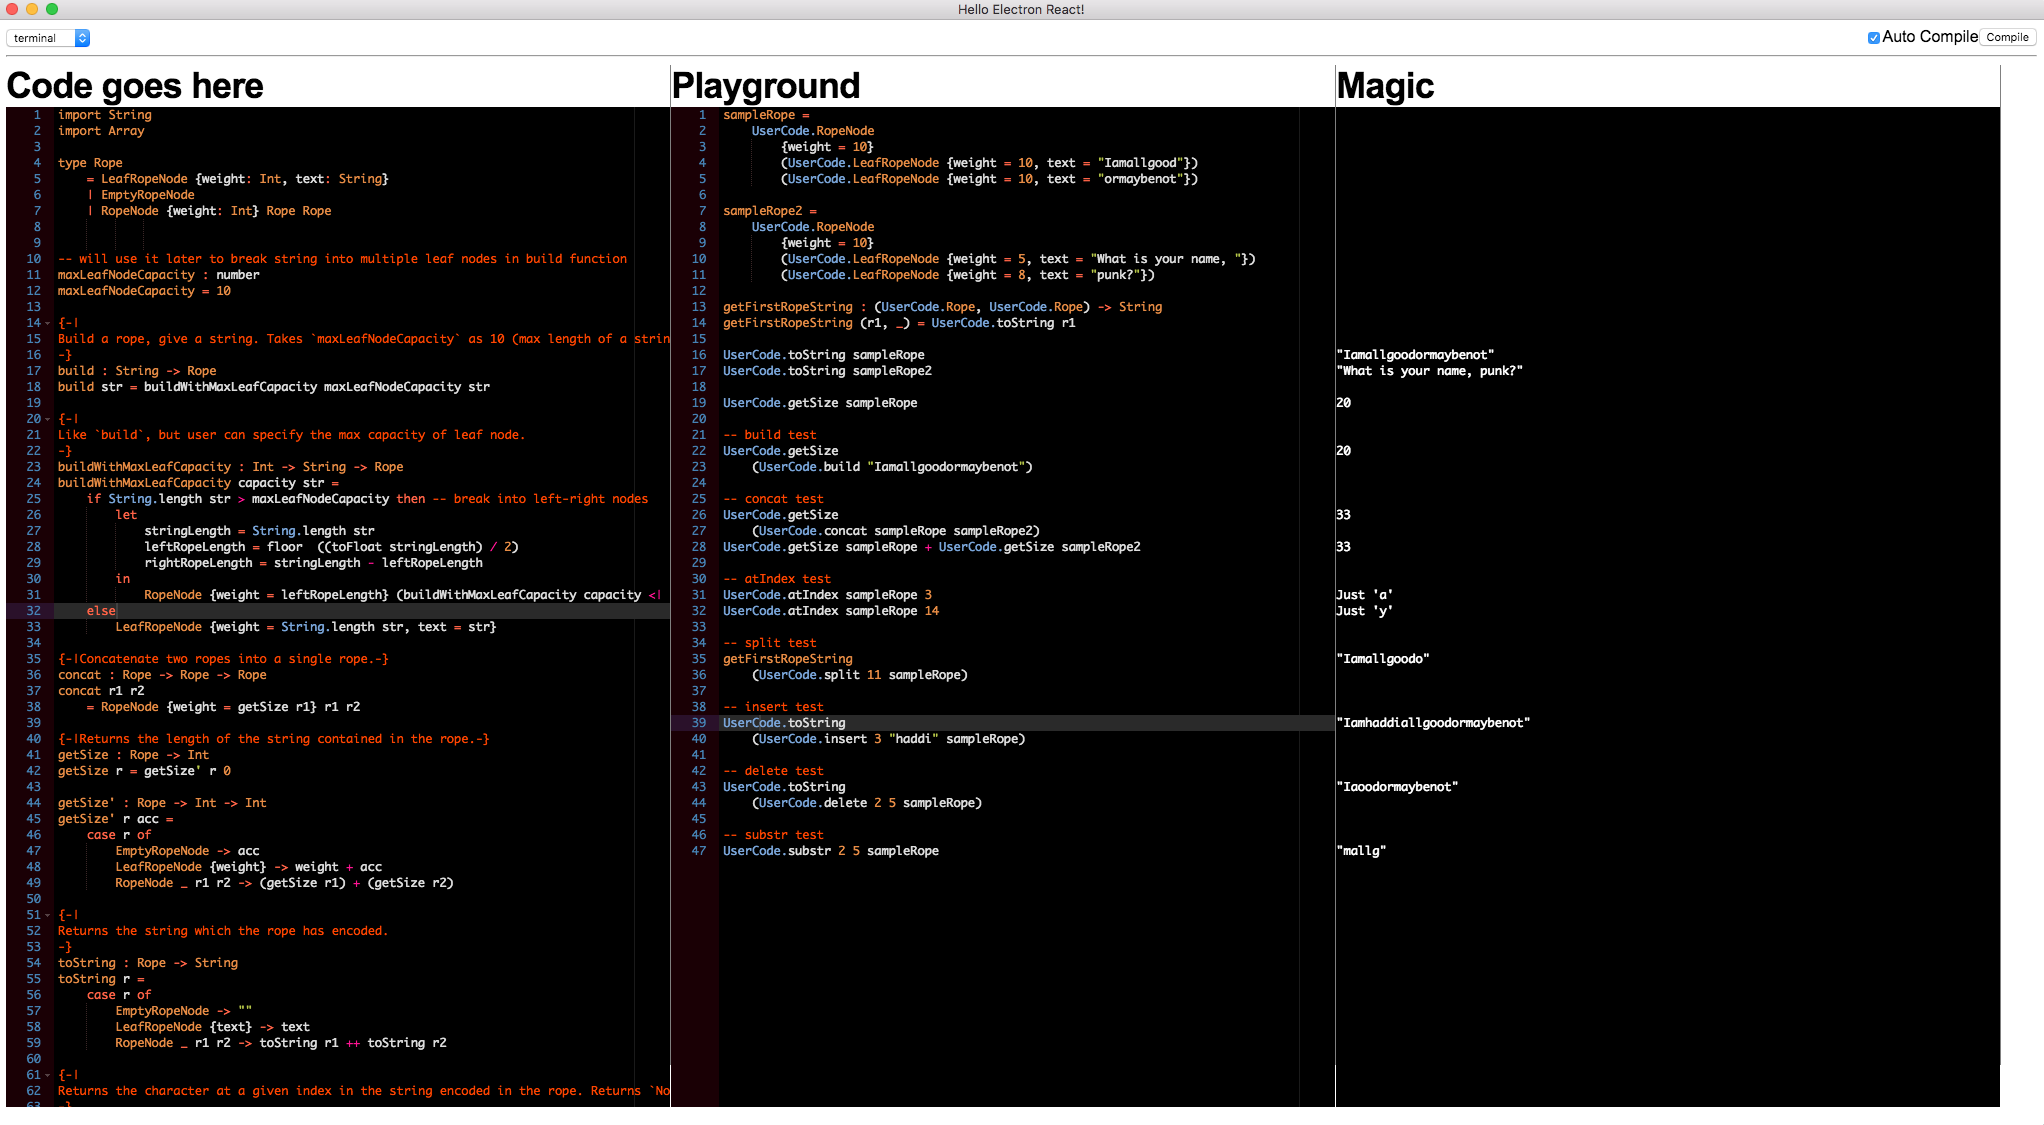 Hello Electron React!
terminal
Auto Compile Compile
Code goes here
1 import String
2 import Array
3
4 type Rope
5     = LeafRopeNode {weight: Int, text: String}
6     | EmptyRopeNode
7     | RopeNode {weight: Int} Rope Rope
8
9
10 -- will use it later to break string into multiple leaf nodes in build function
11 maxLeafNodeCapacity : number
12 maxLeafNodeCapacity = 10
13
14 {-|
15 Build a rope, give a string. Takes `maxLeafNodeCapacity` as 10 (max length of a strin
16 -}
17 build : String -> Rope
18 build str = buildWithMaxLeafCapacity maxLeafNodeCapacity str
19
20 {-|
21 Like `build`, but user can specify the max capacity of leaf node.
22 -}
23 buildWithMaxLeafCapacity : Int -> String -> Rope
24 buildWithMaxLeafCapacity capacity str =
25     if String.length str > maxLeafNodeCapacity then -- break into left-right nodes
26         let
27             stringLength = String.length str
28             leftRopeLength = floor  ((toFloat stringLength) / 2)
29             rightRopeLength = stringLength - leftRopeLength
30         in
31             RopeNode {weight = leftRopeLength} (buildWithMaxLeafCapacity capacity <|
32     else
33         LeafRopeNode {weight = String.length str, text = str}
34
35 {-|Concatenate two ropes into a single rope.-}
36 concat : Rope -> Rope -> Rope
37 concat r1 r2
38     = RopeNode {weight = getSize r1} r1 r2
39
40 {-|Returns the length of the string contained in the rope.-}
41 getSize : Rope -> Int
42 getSize r = getSize' r 0
43
44 getSize' : Rope -> Int -> Int
45 getSize' r acc =
46     case r of
47         EmptyRopeNode -> acc
48         LeafRopeNode {weight} -> weight + acc
49         RopeNode _ r1 r2 -> (getSize r1) + (getSize r2)
50
51 {-|
52 Returns the string which the rope has encoded.
53 -}
54 toString : Rope -> String
55 toString r =
56     case r of
57         EmptyRopeNode -> ""
58         LeafRopeNode {text} -> text
59         RopeNode _ r1 r2 -> toString r1 ++ toString r2
60
61 {-|
62 Returns the character at a given index in the string encoded in the rope. Returns `No
63 -}
Playground
1 sampleRope =
2     UserCode.RopeNode
3         {weight = 10}
4         (UserCode.LeafRopeNode {weight = 10, text = "Iamallgood"})
5         (UserCode.LeafRopeNode {weight = 10, text = "ormaybenot"})
6
7 sampleRope2 =
8     UserCode.RopeNode
9         {weight = 10}
10         (UserCode.LeafRopeNode {weight = 5, text = "What is your name, "})
11         (UserCode.LeafRopeNode {weight = 8, text = "punk?"})
12
13 getFirstRopeString : (UserCode.Rope, UserCode.Rope) -> String
14 getFirstRopeString (r1, _) = UserCode.toString r1
15
16 UserCode.toString sampleRope
17 UserCode.toString sampleRope2
18
19 UserCode.getSize sampleRope
20
21 -- build test
22 UserCode.getSize
23     (UserCode.build "Iamallgoodormaybenot")
24
25 -- concat test
26 UserCode.getSize
27     (UserCode.concat sampleRope sampleRope2)
28 UserCode.getSize sampleRope + UserCode.getSize sampleRope2
29
30 -- atIndex test
31 UserCode.atIndex sampleRope 3
32 UserCode.atIndex sampleRope 14
33
34 -- split test
35 getFirstRopeString
36     (UserCode.split 11 sampleRope)
37
38 -- insert test
39 UserCode.toString
40     (UserCode.insert 3 "haddi" sampleRope)
41
42 -- delete test
43 UserCode.toString
44     (UserCode.delete 2 5 sampleRope)
45
46 -- substr test
47 UserCode.substr 2 5 sampleRope
Magic
"Iamallgoodormaybenot"
"What is your name, punk?"
20
20
33
33
Just 'a'
Just 'y'
"Iamallgoodo"
"Iamhaddiallgoodormaybenot"
"Iaoodormaybenot"
"mallg"